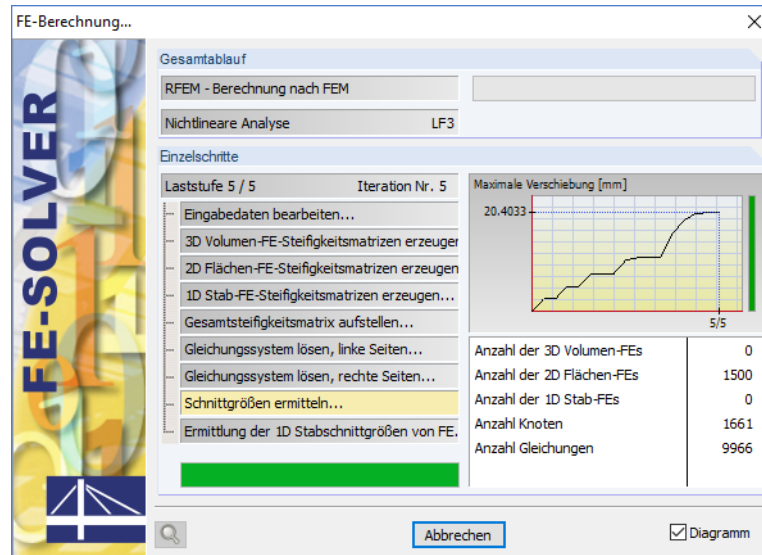 FE-Berechnung...
FE-SOLVER
Gesamtablauf
RFEM - Berechnung nach FEM
Nichtlineare Analyse LF3
Einzelschritte
Laststufe 5 / 5 Iteration Nr. 5
Eingabedaten bearbeiten...
3D Volumen-FE-Steifigkeitsmatrizen erzeuger
2D Flächen-FE-Steifigkeitsmatrizen erzeugen
1D Stab-FE-Steifigkeitsmatrizen erzeugen...
Gesamtsteifigkeitsmatrix aufstellen...
Gleichungssystem lösen, linke Seiten...
Gleichungssystem lösen, rechte Seiten...
Schnittgrößen ermitteln...
Ermittlung der 1D Stabschnittgrößen von FE.
Maximale Verschiebung [mm]
20.4033
5/5
Anzahl der 3D Volumen-FEs 0
Anzahl der 2D Flächen-FEs 1500
Anzahl der 1D Stab-FEs 0
Anzahl Knoten 1661
Anzahl Gleichungen 9966
Abbrechen
Diagramm